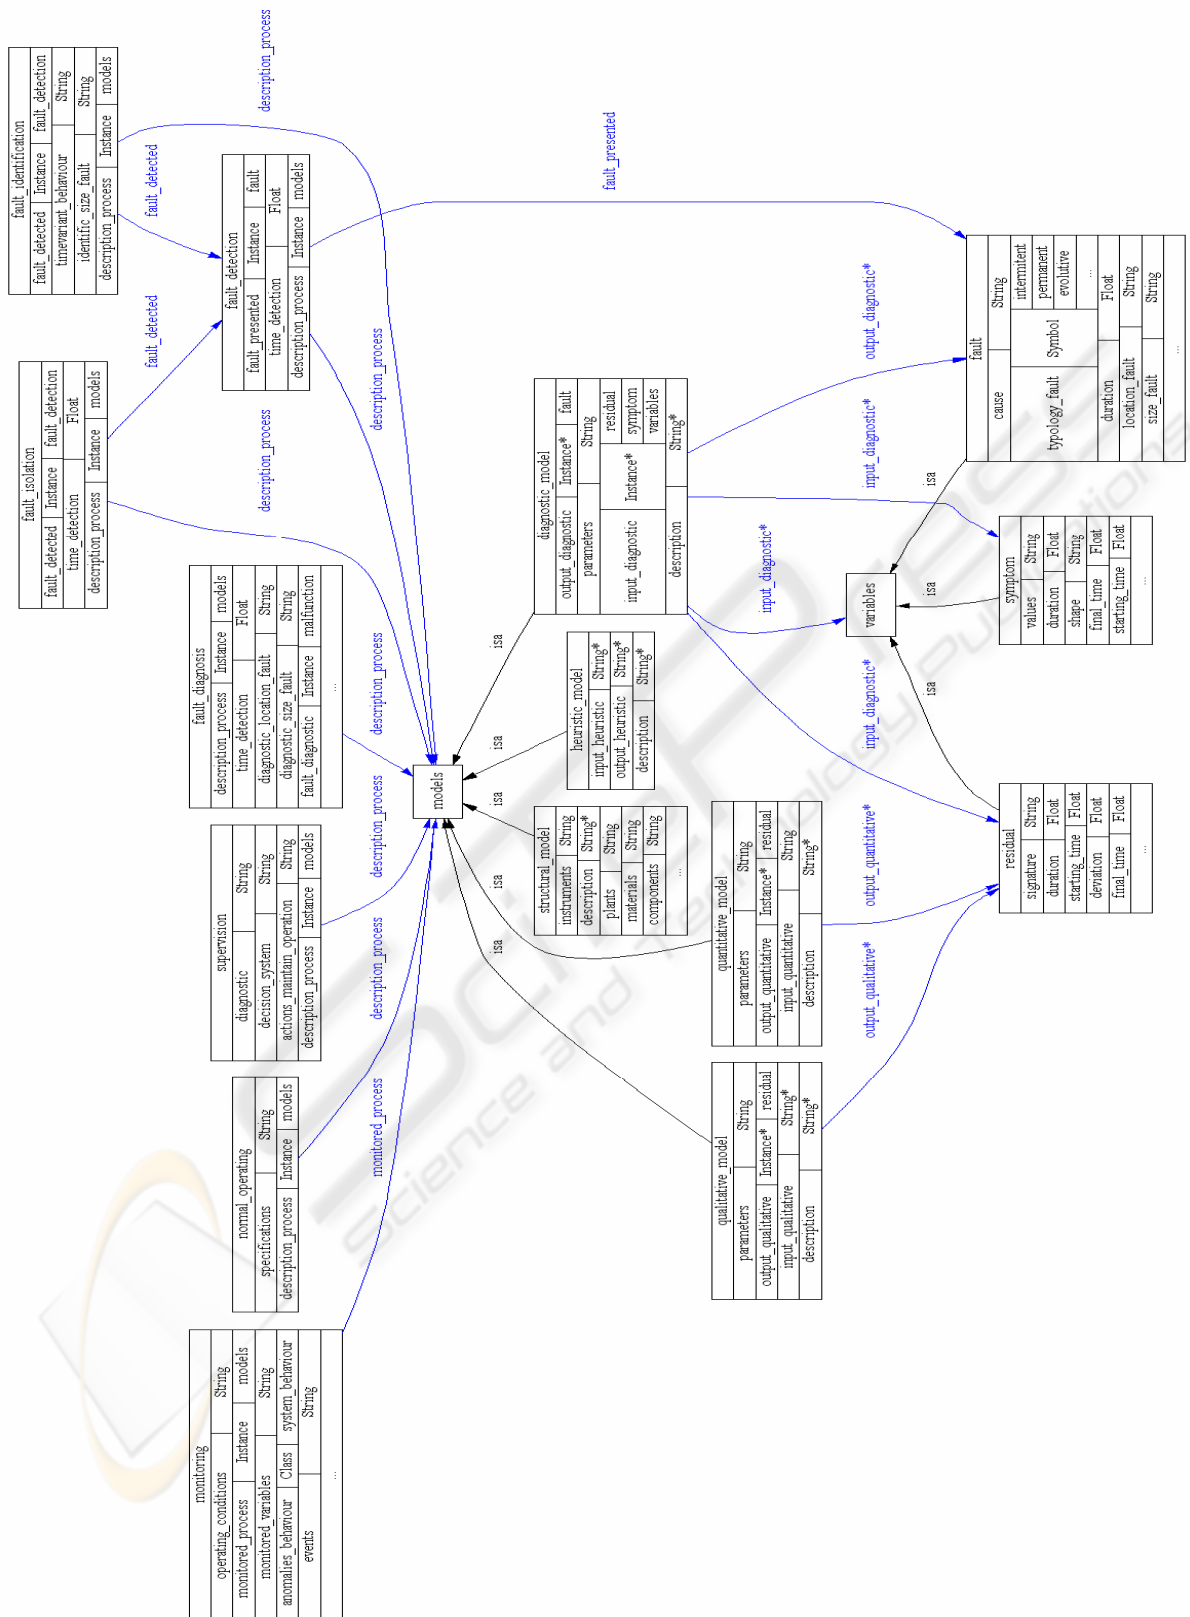 monitoring
operating_conditions String
monitored_process Instance models
monitored_variables String
anomalies_behaviour Class system_behaviour
events String
...
normal_operating
specifications String
description_process Instance models
supervision
diagnostic String
decision_system String
actions_maintain_operation String
description_process Instance models
fault_diagnosis
description_process Instance models
time_detection Float
diagnostic_location_fault String
diagnostic_size_fault String
fault_diagnostic Instance malfunction
...
fault_isolation
fault_detected Instance fault_detection
time_detection Float
description_process Instance models
fault_identification
fault_detected Instance fault_detection
timevariant_behaviour String
identific_size_fault String
description_process Instance models
fault_detected
fault_detected
description_process
fault_detection
fault_presented Instance fault
time_detection Float
description_process Instance models
monitored_process
description_process
description_process
description_process
description_process
description_process
models
isa
isa
isa
isa
isa
qualitative_model
parameters String
output_qualitative Instance* residual
input_qualitative String*
description String*
quantitative_model
parameters String
output_quantitative Instance* residual
input_quantitative String
description String*
structural_model
instruments String
description String*
plants String
materials String
components String
...
heuristic_model
input_heuristic String*
output_heuristic String*
description String*
diagnostic_model
output_diagnostic Instance* fault
parameters String
input_diagnostic Instance* residual
symptom
variables
description String*
fault_presented
output_qualitative*
output_quantitative*
input_diagnostic*
input_diagnostic*
input_diagnostic*
output_diagnostic*
variables
isa
isa
isa
residual
signature String
duration Float
starting_time Float
deviation Float
final_time Float
...
symptom
values String
duration Float
shape String
final_time Float
starting_time Float
...
fault
cause String
typology_fault Symbol intermitent
permanent
evolutive
...
duration Float
location_fault String
size_fault String
...
SciTePress
Science and Technology Publications